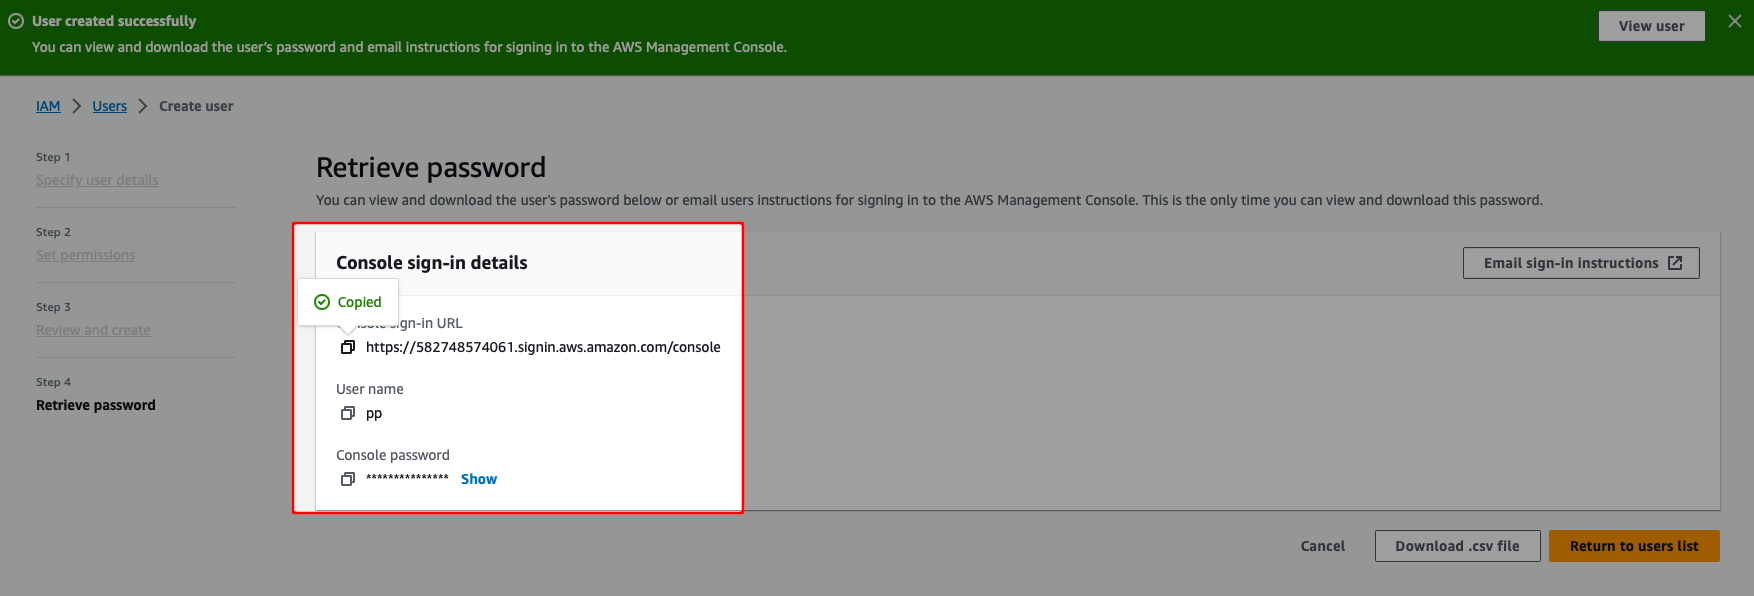 User created successfully
View user
You can view and download the user's password and email instructions for signing in to the AWS Management Console.
IAM > Users > Create user
Step 1
Specify user details
Step 2
Set permissions
Step 3
Review and create
Step 4
Retrieve password
Retrieve password
You can view and download the user's password below or email users instructions for signing in to the AWS Management Console. This is the only time you can view and download this password.
Console sign-in details
Email sign-in instructions
Copied
sign-in URL
https://582748574061.signin.aws.amazon.com/console
User name
pp
Console password
*************** Show
Cancel
Download .csv file
Return to users list